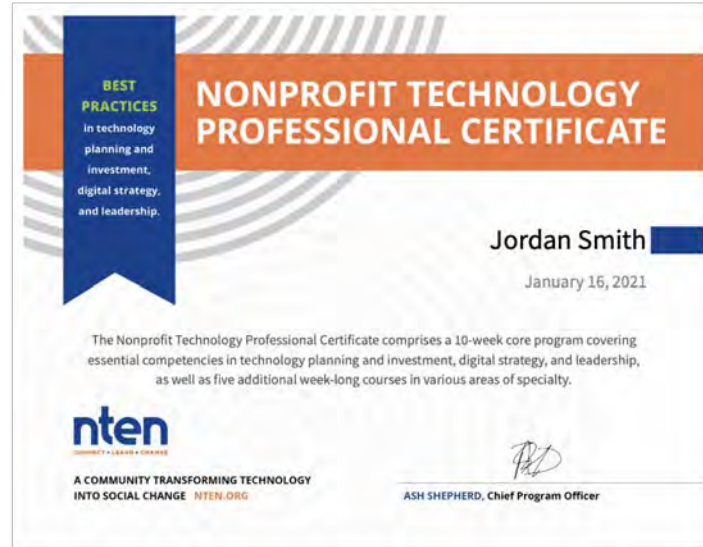 BEST
PRACTICES
in technology
planning and
investment,
digital strategy,
and leadership.
NONPROFIT TECHNOLOGY
PROFESSIONAL CERTIFICATE
Jordan Smith
January 16, 2021
The Nonprofit Technology Professional Certificate comprises a 10-week core program covering
essential competencies in technology planning and investment, digital strategy, and leadership,
as well as five additional week-long courses in various areas of specialty.
nten
CONNECT • LEARN • CHANGE
A COMMUNITY TRANSFORMING TECHNOLOGY
INTO SOCIAL CHANGE NTEN.ORG
ASH SHEPHERD, Chief Program Officer